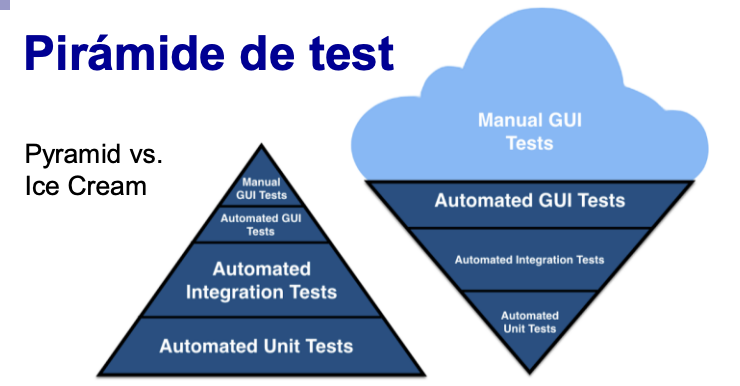 Pirámide de test
Pyramid vs.
Ice Cream
Manual
GUI Tests
Automated GUI
Tests
Automated
Integration Tests
Automated Unit Tests
Manual GUI
Tests
Automated GUI Tests
Automated Integration Tests
Automated
Unit Tests